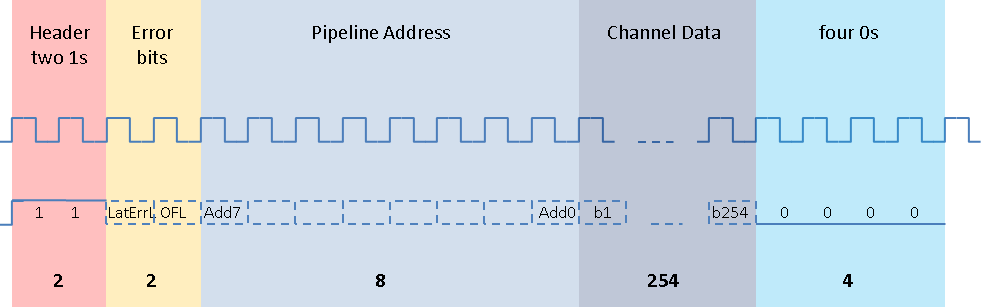 Header
two 1s
Error
bits
Pipeline Address
Channel Data
four 0s
1 1 LatErrL OFL Add7 Add0 b1 b254 0 0 0 0
2 2 8 254 4